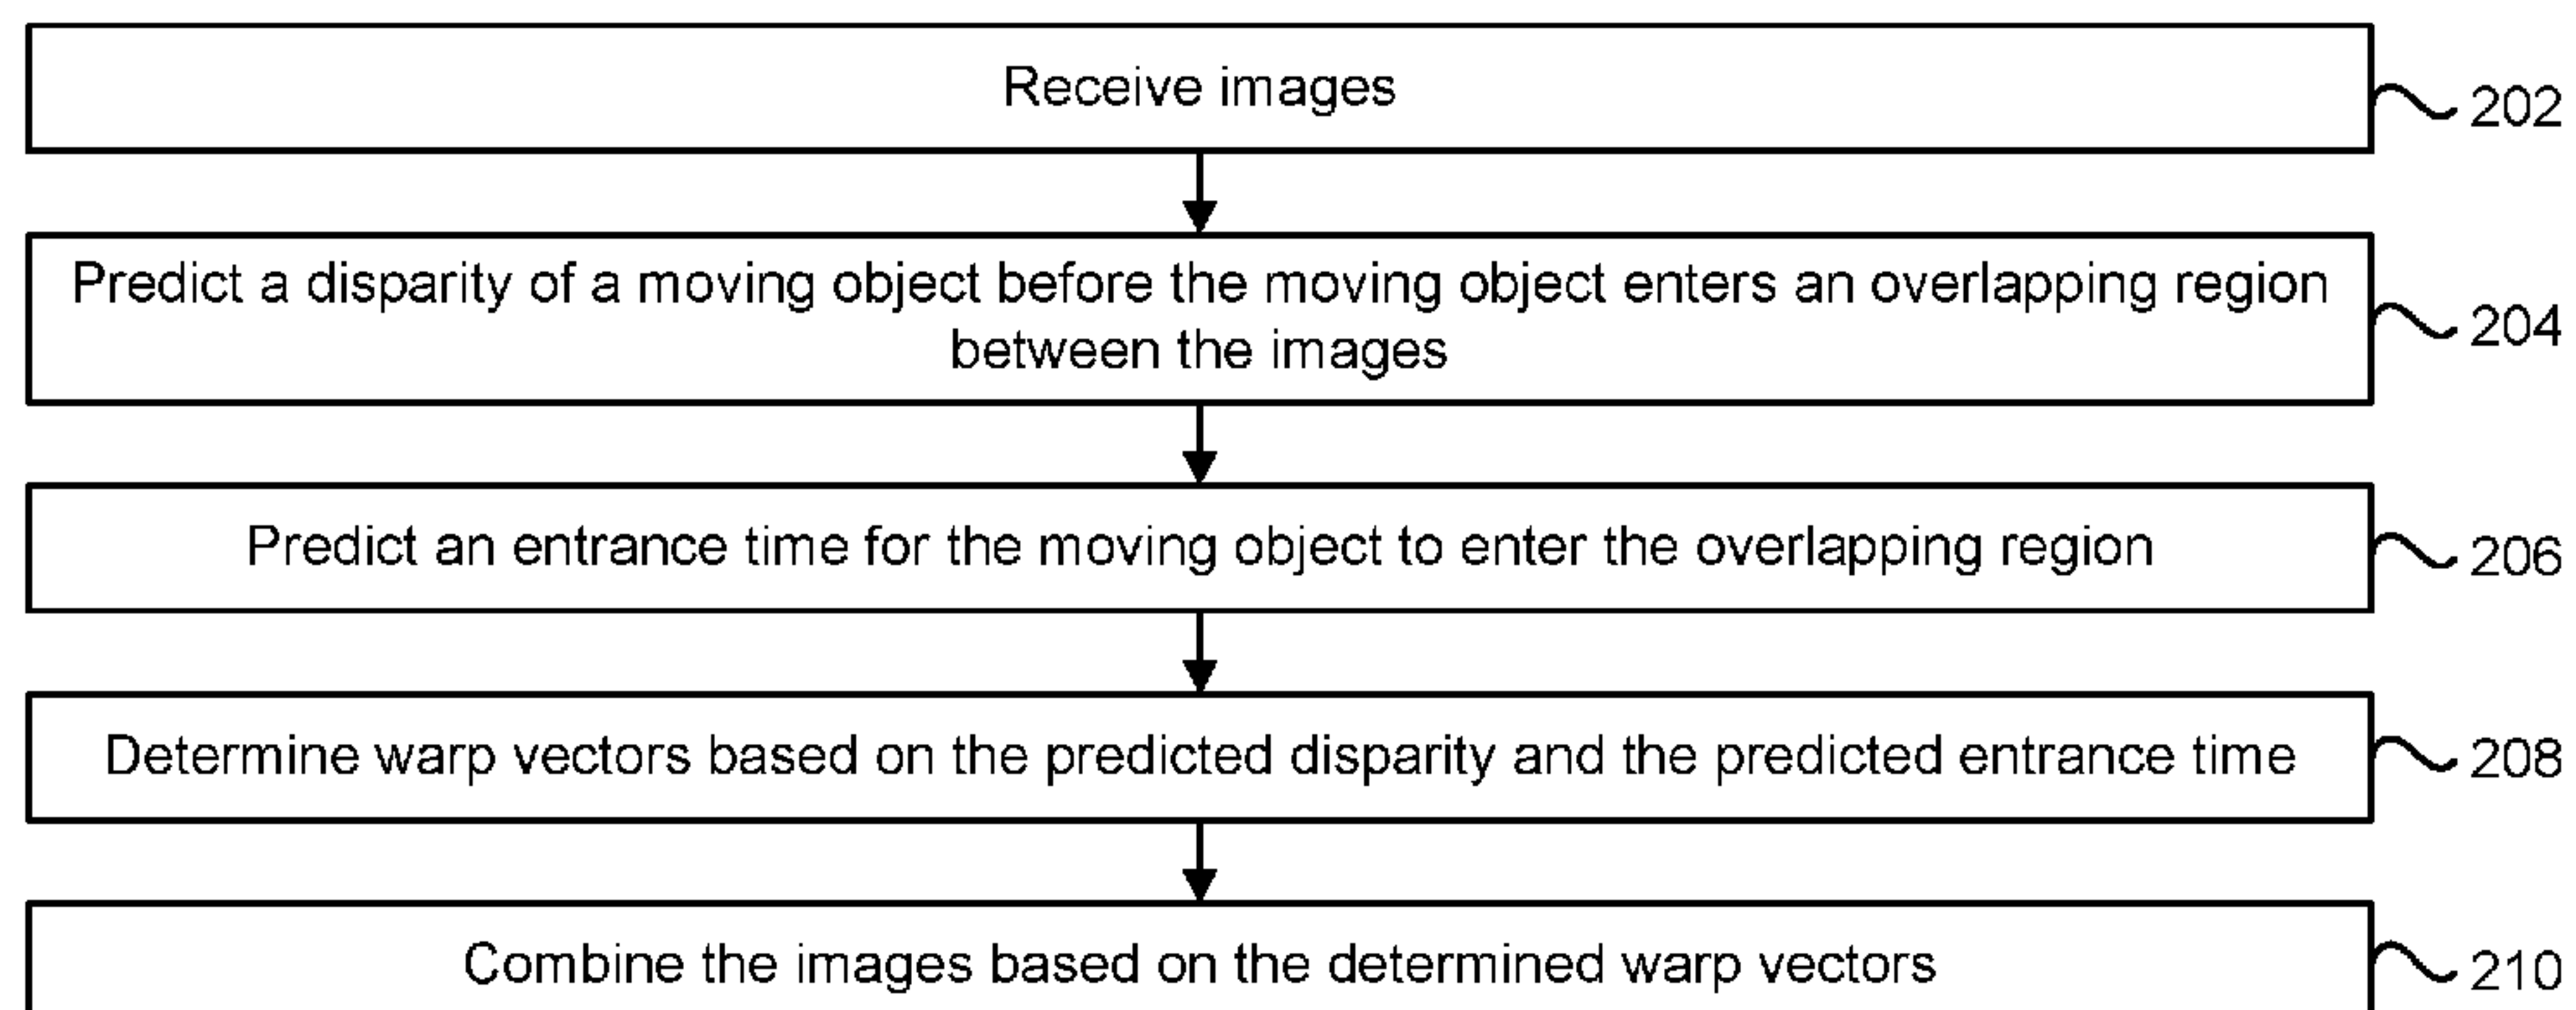 Receive images
202
Predict a disparity of a moving object before the moving object enters an overlapping region
between the images
204
Predict an entrance time for the moving object to enter the overlapping region
206
Determine warp vectors based on the predicted disparity and the predicted entrance time
208
Combine the images based on the determined warp vectors
210